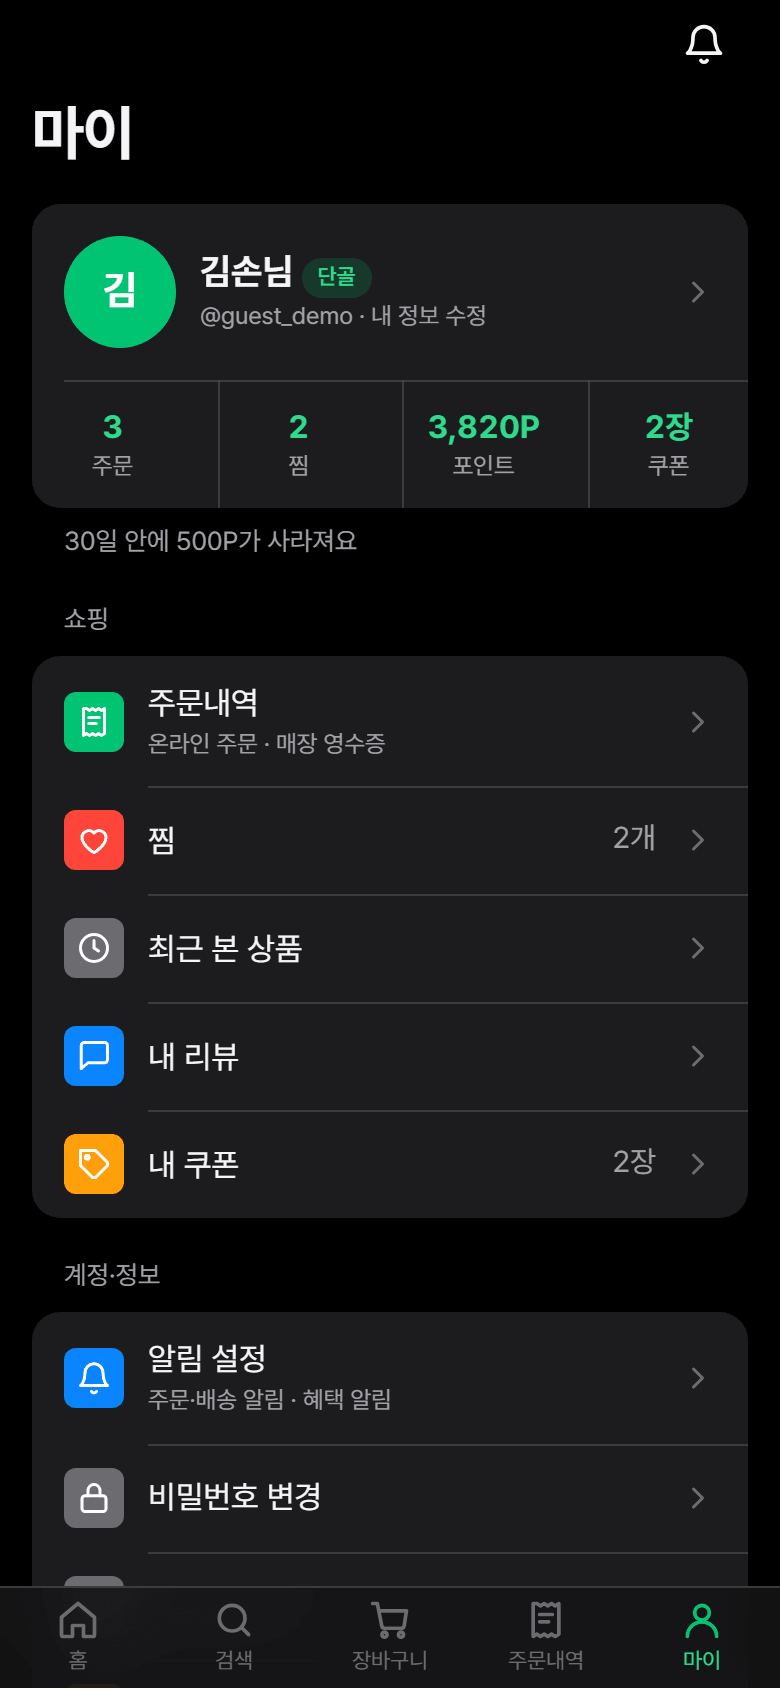 마이
김
김손님 단골
@guest_demo · 내 정보 수정
3 2 3,820P 2장
주문 찜 포인트 쿠폰
30일 안에 500P가 사라져요
쇼핑
주문내역
온라인 주문 · 매장 영수증
찜 2개
최근 본 상품
내 리뷰
내 쿠폰 2장
계정·정보
알림 설정
주문·배송 알림 · 혜택 알림
비밀번호 변경
홈 검색 장바구니 주문내역 마이